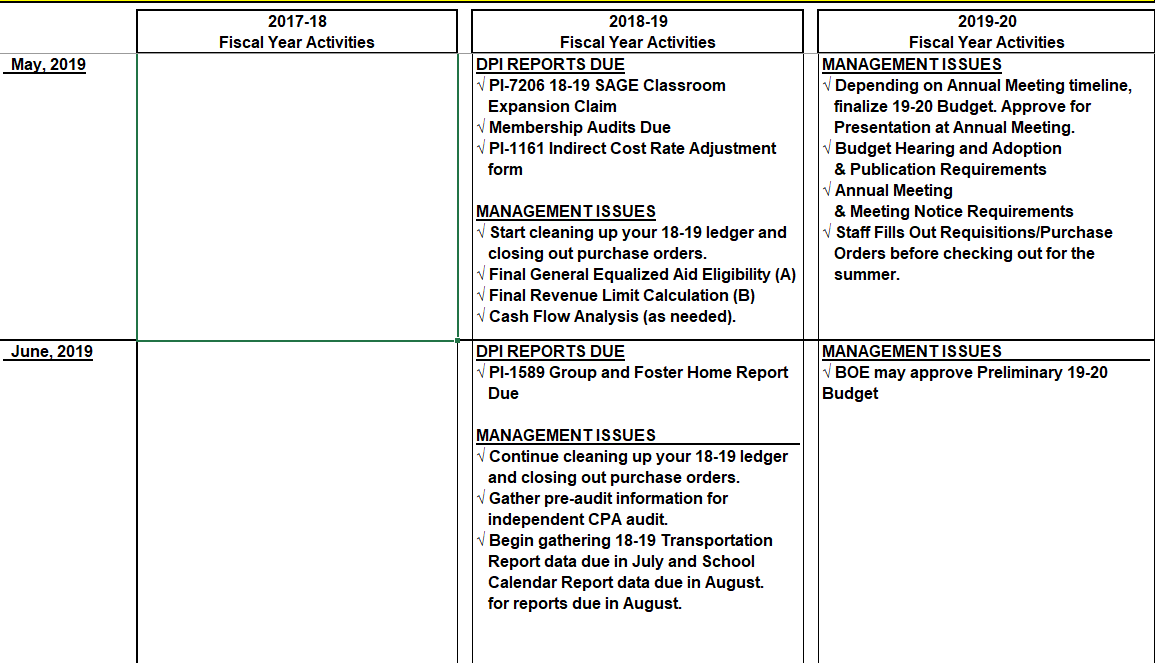 2017-18
Fiscal Year Activities
2018-19
Fiscal Year Activities
2019-20
Fiscal Year Activities
May, 2019
DPI REPORTS DUE
√ PI-7206 18-19 SAGE Classroom
Expansion Claim
√ Membership Audits Due
√ PI-1161 Indirect Cost Rate Adjustment
form
MANAGEMENT ISSUES
√ Start cleaning up your 18-19 ledger and
closing out purchase orders.
√ Final General Equalized Aid Eligibility (A)
√ Final Revenue Limit Calculation (B)
√ Cash Flow Analysis (as needed).
MANAGEMENT ISSUES
√ Depending on Annual Meeting timeline,
finalize 19-20 Budget. Approve for
Presentation at Annual Meeting.
√ Budget Hearing and Adoption
& Publication Requirements
√ Annual Meeting
& Meeting Notice Requirements
√ Staff Fills Out Requisitions/Purchase
Orders before checking out for the
summer.
June, 2019
DPI REPORTS DUE
√ PI-1589 Group and Foster Home Report
Due
MANAGEMENT ISSUES
√ Continue cleaning up your 18-19 ledger
and closing out purchase orders.
√ Gather pre-audit information for
independent CPA audit.
√ Begin gathering 18-19 Transportation
Report data due in July and School
Calendar Report data due in August.
for reports due in August.
MANAGEMENT ISSUES
√ BOE may approve Preliminary 19-20
Budget